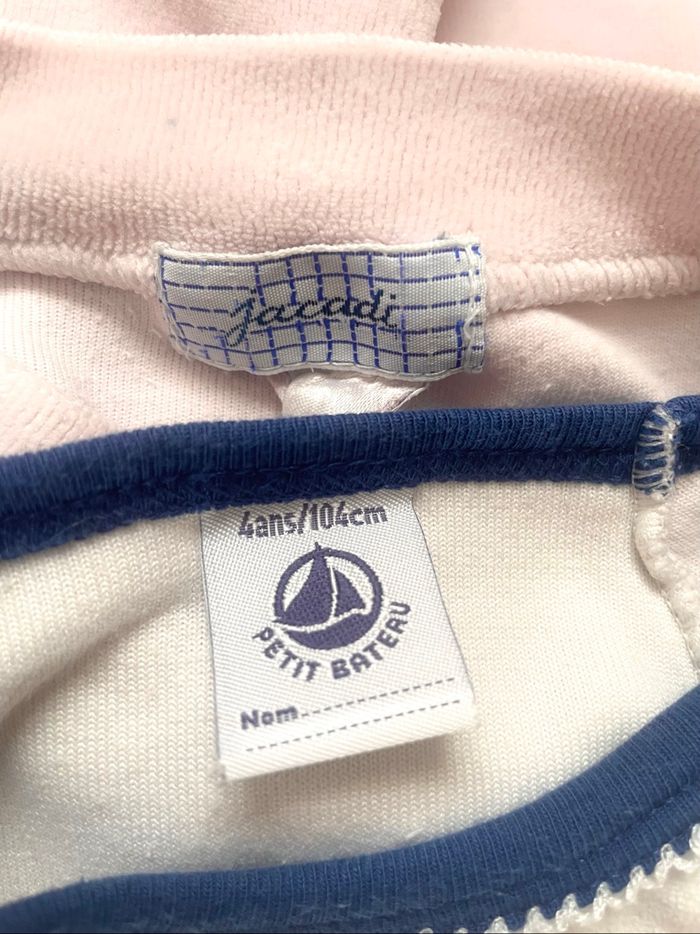 Jacadi
4ans/104cm
PETIT BATEAU
Nom